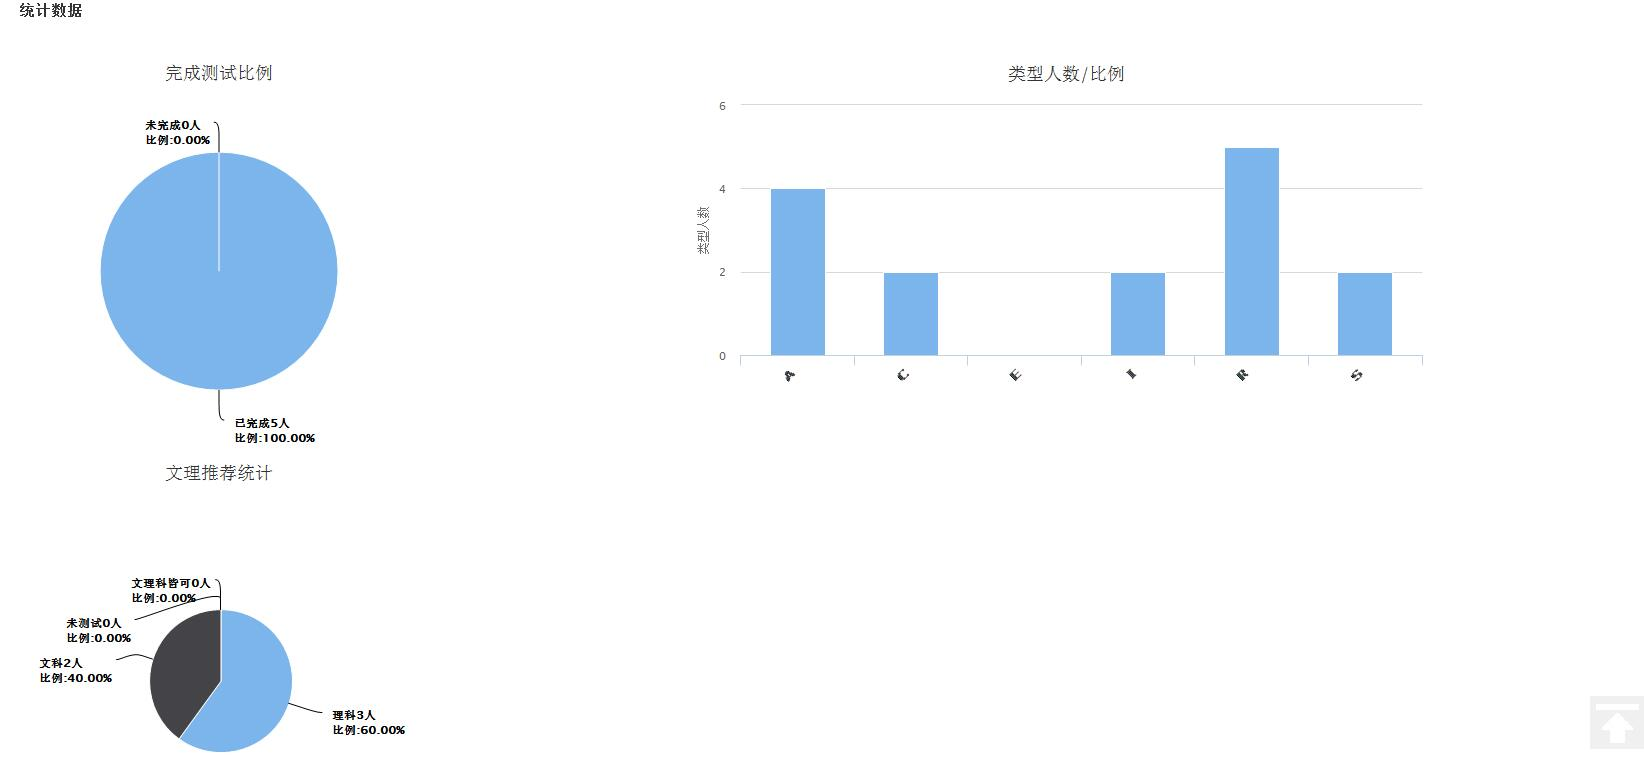 统计数据
完成测试比例
未完成0人
比例:0.00%
已完成5人
比例:100.00%
类型人数/比例
类型人数
6
4
2
0
A
C
E
I
R
S
文理推荐统计
文理科皆可0人
比例:0.00%
未测试0人
比例:0.00%
文科2人
比例:40.00%
理科3人
比例:60.00%